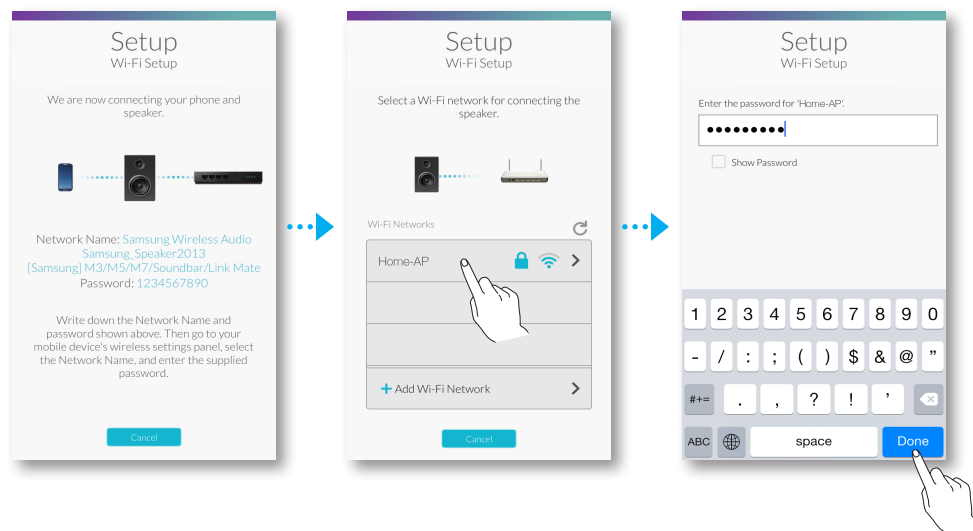 Setup
Wi-Fi Setup
We are now connecting your phone and
speaker.
Network Name: Samsung Wireless Audio
Samsung_Speaker2013
[Samsung] M3/M5/M7/Soundbar/Link Mate
Password: 1234567890
Write down the Network Name and
password shown above. Then go to your
mobile device's wireless settings panel, select
the Network Name, and enter the supplied
password.
Cancel
Setup
Wi-Fi Setup
Select a Wi-Fi network for connecting the
speaker.
Wi-Fi Networks
Home-AP
+ Add Wi-Fi Network
Cancel
Setup
Wi-Fi Setup
Enter the password for 'Home-AP'.
•••••••••
Show Password
1 2 3 4 5 6 7 8 9 0
- / : ; ( ) $ & @ "
#+= . , ? ! '
ABC space Done